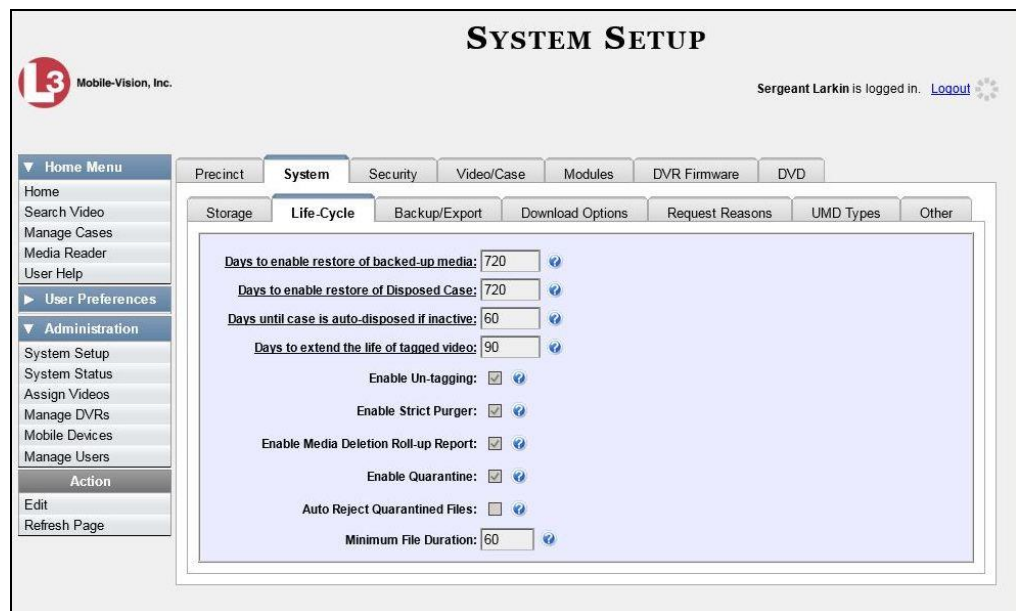 SYSTEM SETUP
L3 Mobile-Vision, Inc.
Sergeant Larkin is logged in. Logout
▼ Home Menu
Home
Search Video
Manage Cases
Media Reader
User Help
▶ User Preferences
▼ Administration
System Setup
System Status
Assign Videos
Manage DVRs
Mobile Devices
Manage Users
Action
Edit
Refresh Page
Precinct System Security Video/Case Modules DVR Firmware DVD
Storage Life-Cycle Backup/Export Download Options Request Reasons UMD Types Other
Days to enable restore of backed-up media: 720 ?
Days to enable restore of Disposed Case: 720 ?
Days until case is auto-disposed if inactive: 60 ?
Days to extend the life of tagged video: 90 ?
Enable Un-tagging: ?
Enable Strict Purger: ?
Enable Media Deletion Roll-up Report: ?
Enable Quarantine: ?
Auto Reject Quarantined Files: ?
Minimum File Duration: 60 ?